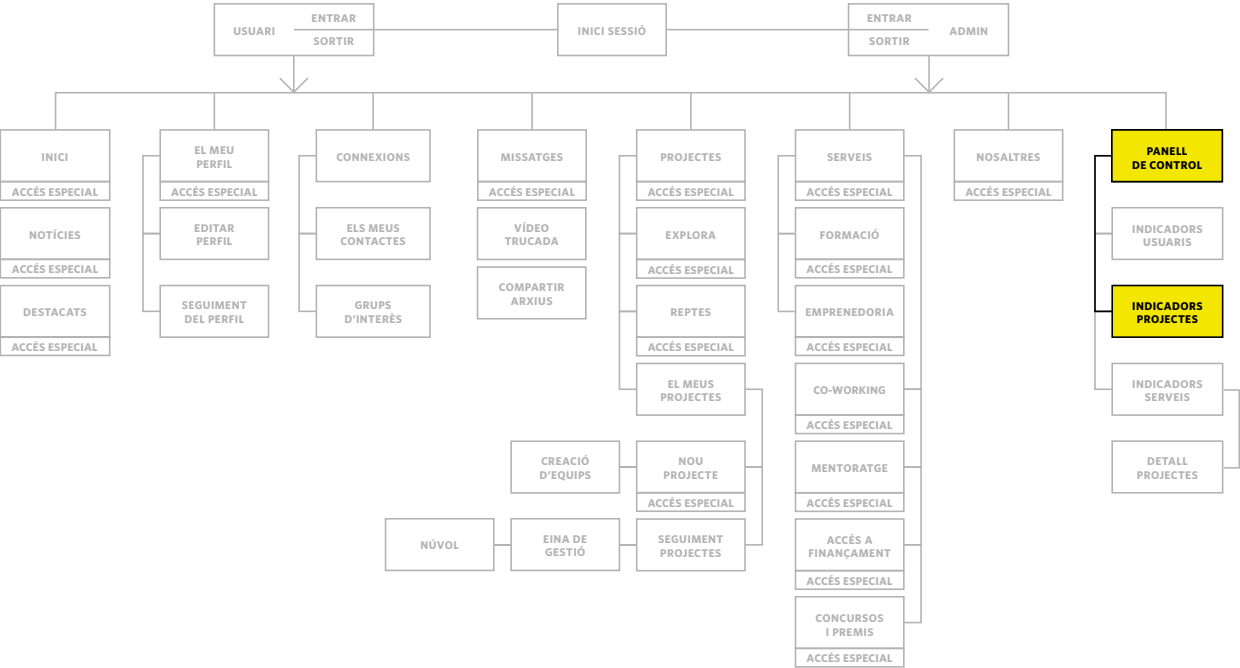 USUARI
ENTRAR
SORTIR
INICI SESSIÓ
ENTRAR
SORTIR
ADMIN
INICI
ACCÉS ESPECIAL
NOTÍCIES
ACCÉS ESPECIAL
DESTACATS
ACCÉS ESPECIAL
EL MEU
PERFIL
ACCÉS ESPECIAL
EDITAR
PERFIL
SEGUIMENT
DEL PERFIL
CONNEXIONS
ELS MEUS
CONTACTES
GRUPS
D'INTERÈS
MISSATGES
ACCÉS ESPECIAL
VÍDEO
TRUCADA
COMPARTIR
ARXIUS
PROJECTES
ACCÉS ESPECIAL
EXPLORA
ACCÉS ESPECIAL
REPTES
ACCÉS ESPECIAL
EL MEUS
PROJECTES
CREACIÓ
D'EQUIPS
NOU
PROJECTE
ACCÉS ESPECIAL
NÚVOL
EINA DE
GESTIÓ
SEGUIMENT
PROJECTES
SERVEIS
ACCÉS ESPECIAL
FORMACIÓ
ACCÉS ESPECIAL
EMPRENEDORIA
ACCÉS ESPECIAL
CO-WORKING
ACCÉS ESPECIAL
MENTORATGE
ACCÉS ESPECIAL
ACCÉS A
FINANÇAMENT
ACCÉS ESPECIAL
CONCURSOS
I PREMIS
ACCÉS ESPECIAL
NOSALTRES
ACCÉS ESPECIAL
PANELL
DE CONTROL
INDICADORS
USUARIS
INDICADORS
PROJECTES
INDICADORS
SERVEIS
DETALL
PROJECTES